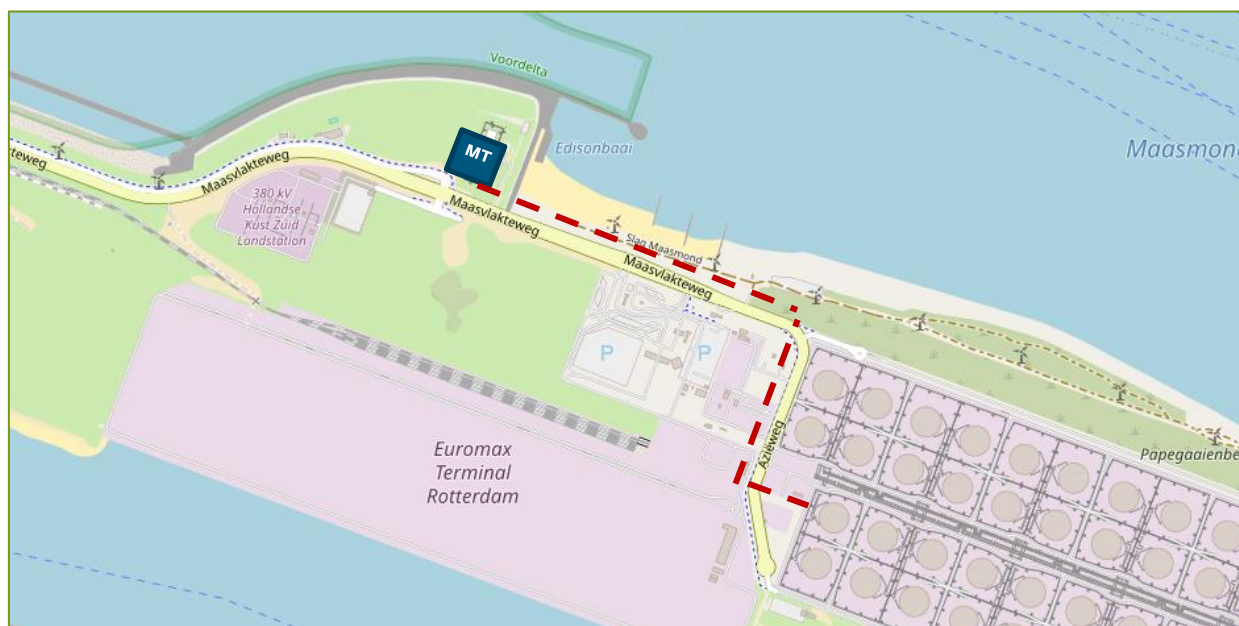 Voordelta
MT
Edisonbaai
Maasmond
Maasvlakteweg
teweg
380 kV
Hollandse
Kust Zuid
Landstation
Maasvlakteweg
Slag Maasmond
Maasvlakteweg
P
P
Aziëweg
Euromax
Terminal
Rotterdam
Papegaaienbe